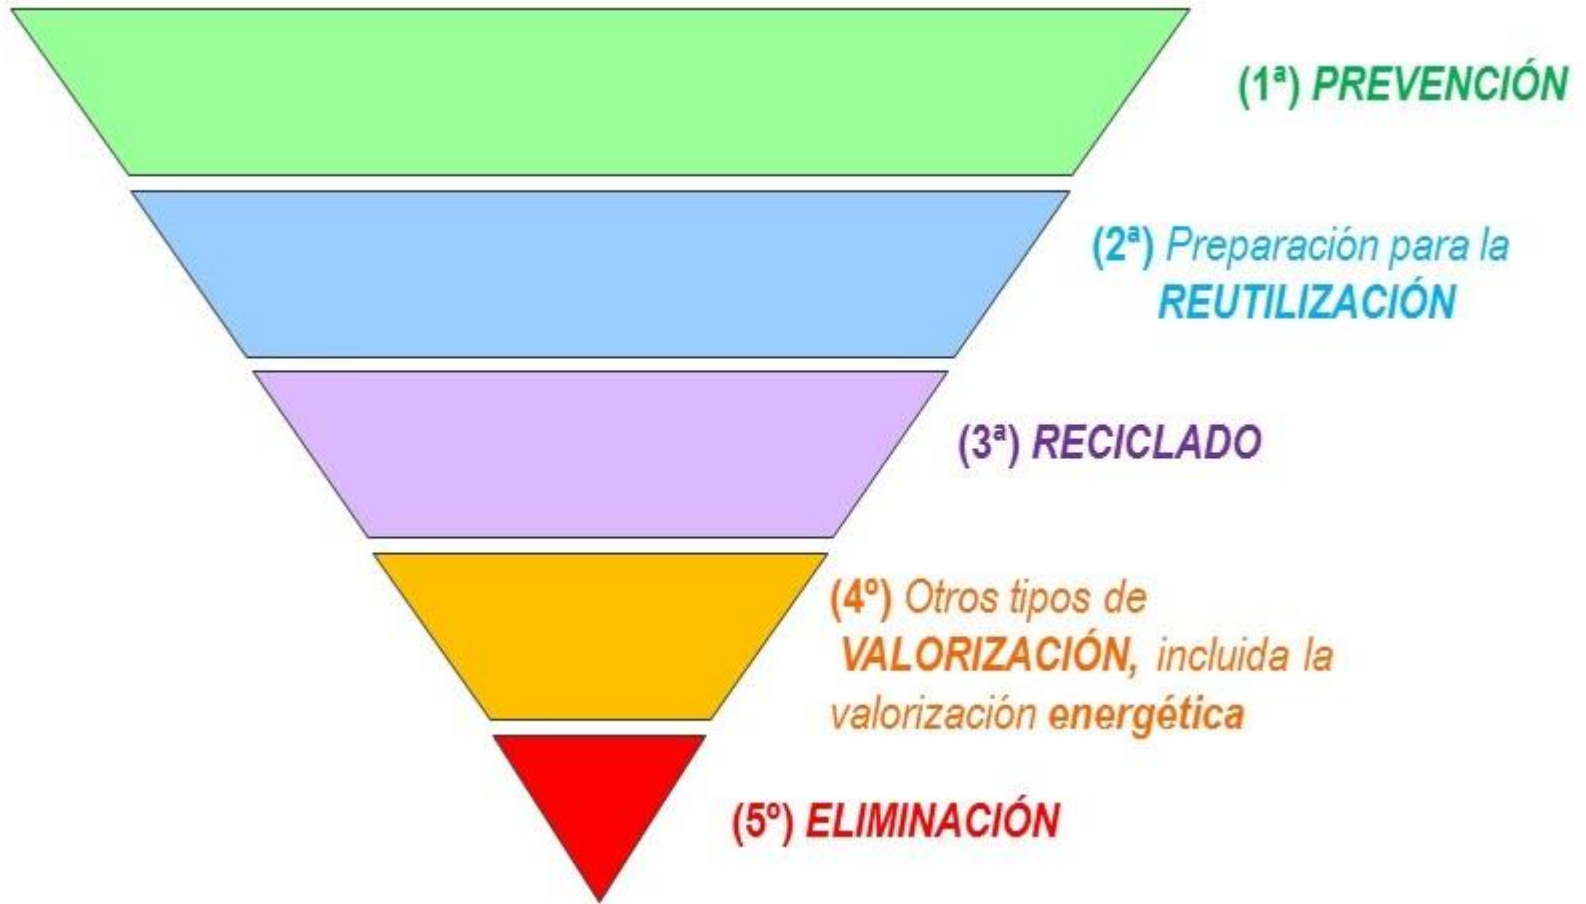 (1ª) PREVENCIÓN
(2ª) Preparación para la
REUTILIZACIÓN
(3ª) RECICLADO
(4º) Otros tipos de
VALORIZACIÓN, incluida la
valorización energética
(5º) ELIMINACIÓN